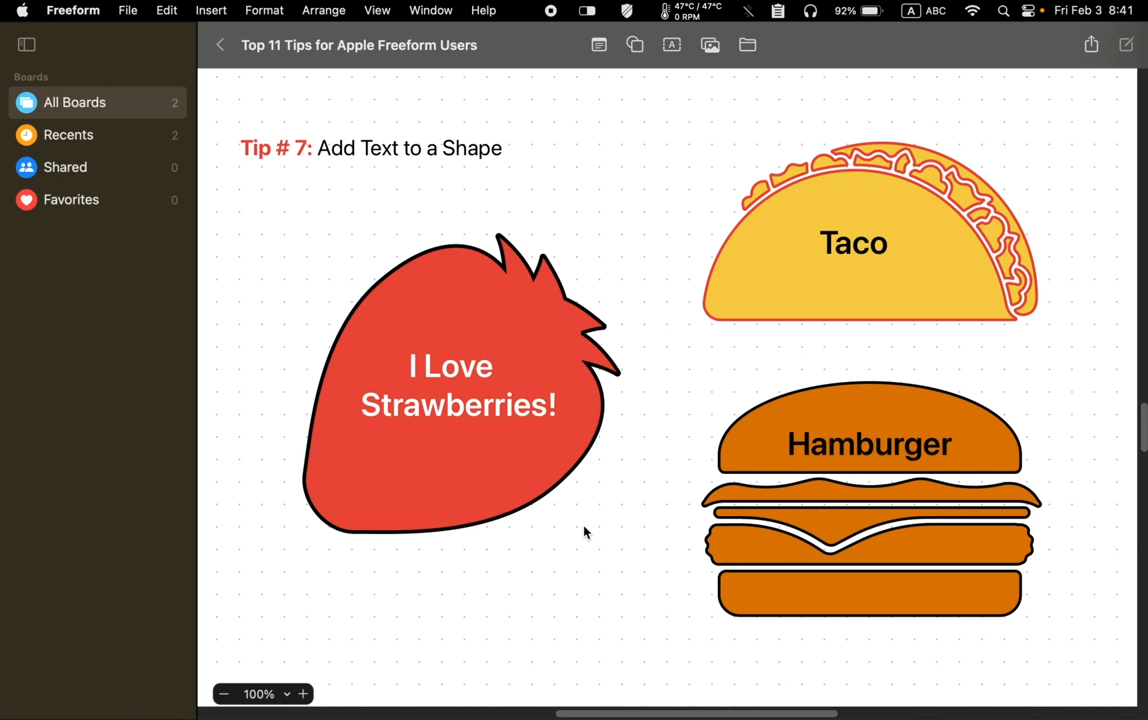 Freeform File Edit Insert Format Arrange View Window Help 47°C / 47°C 0 RPM 92% A ABC Fri Feb 3 8:41
Top 11 Tips for Apple Freeform Users A
Boards
All Boards 2
Recents 2
Shared 0
Favorites 0
Tip # 7: Add Text to a Shape
Taco
I Love
Strawberries!
Hamburger
100%